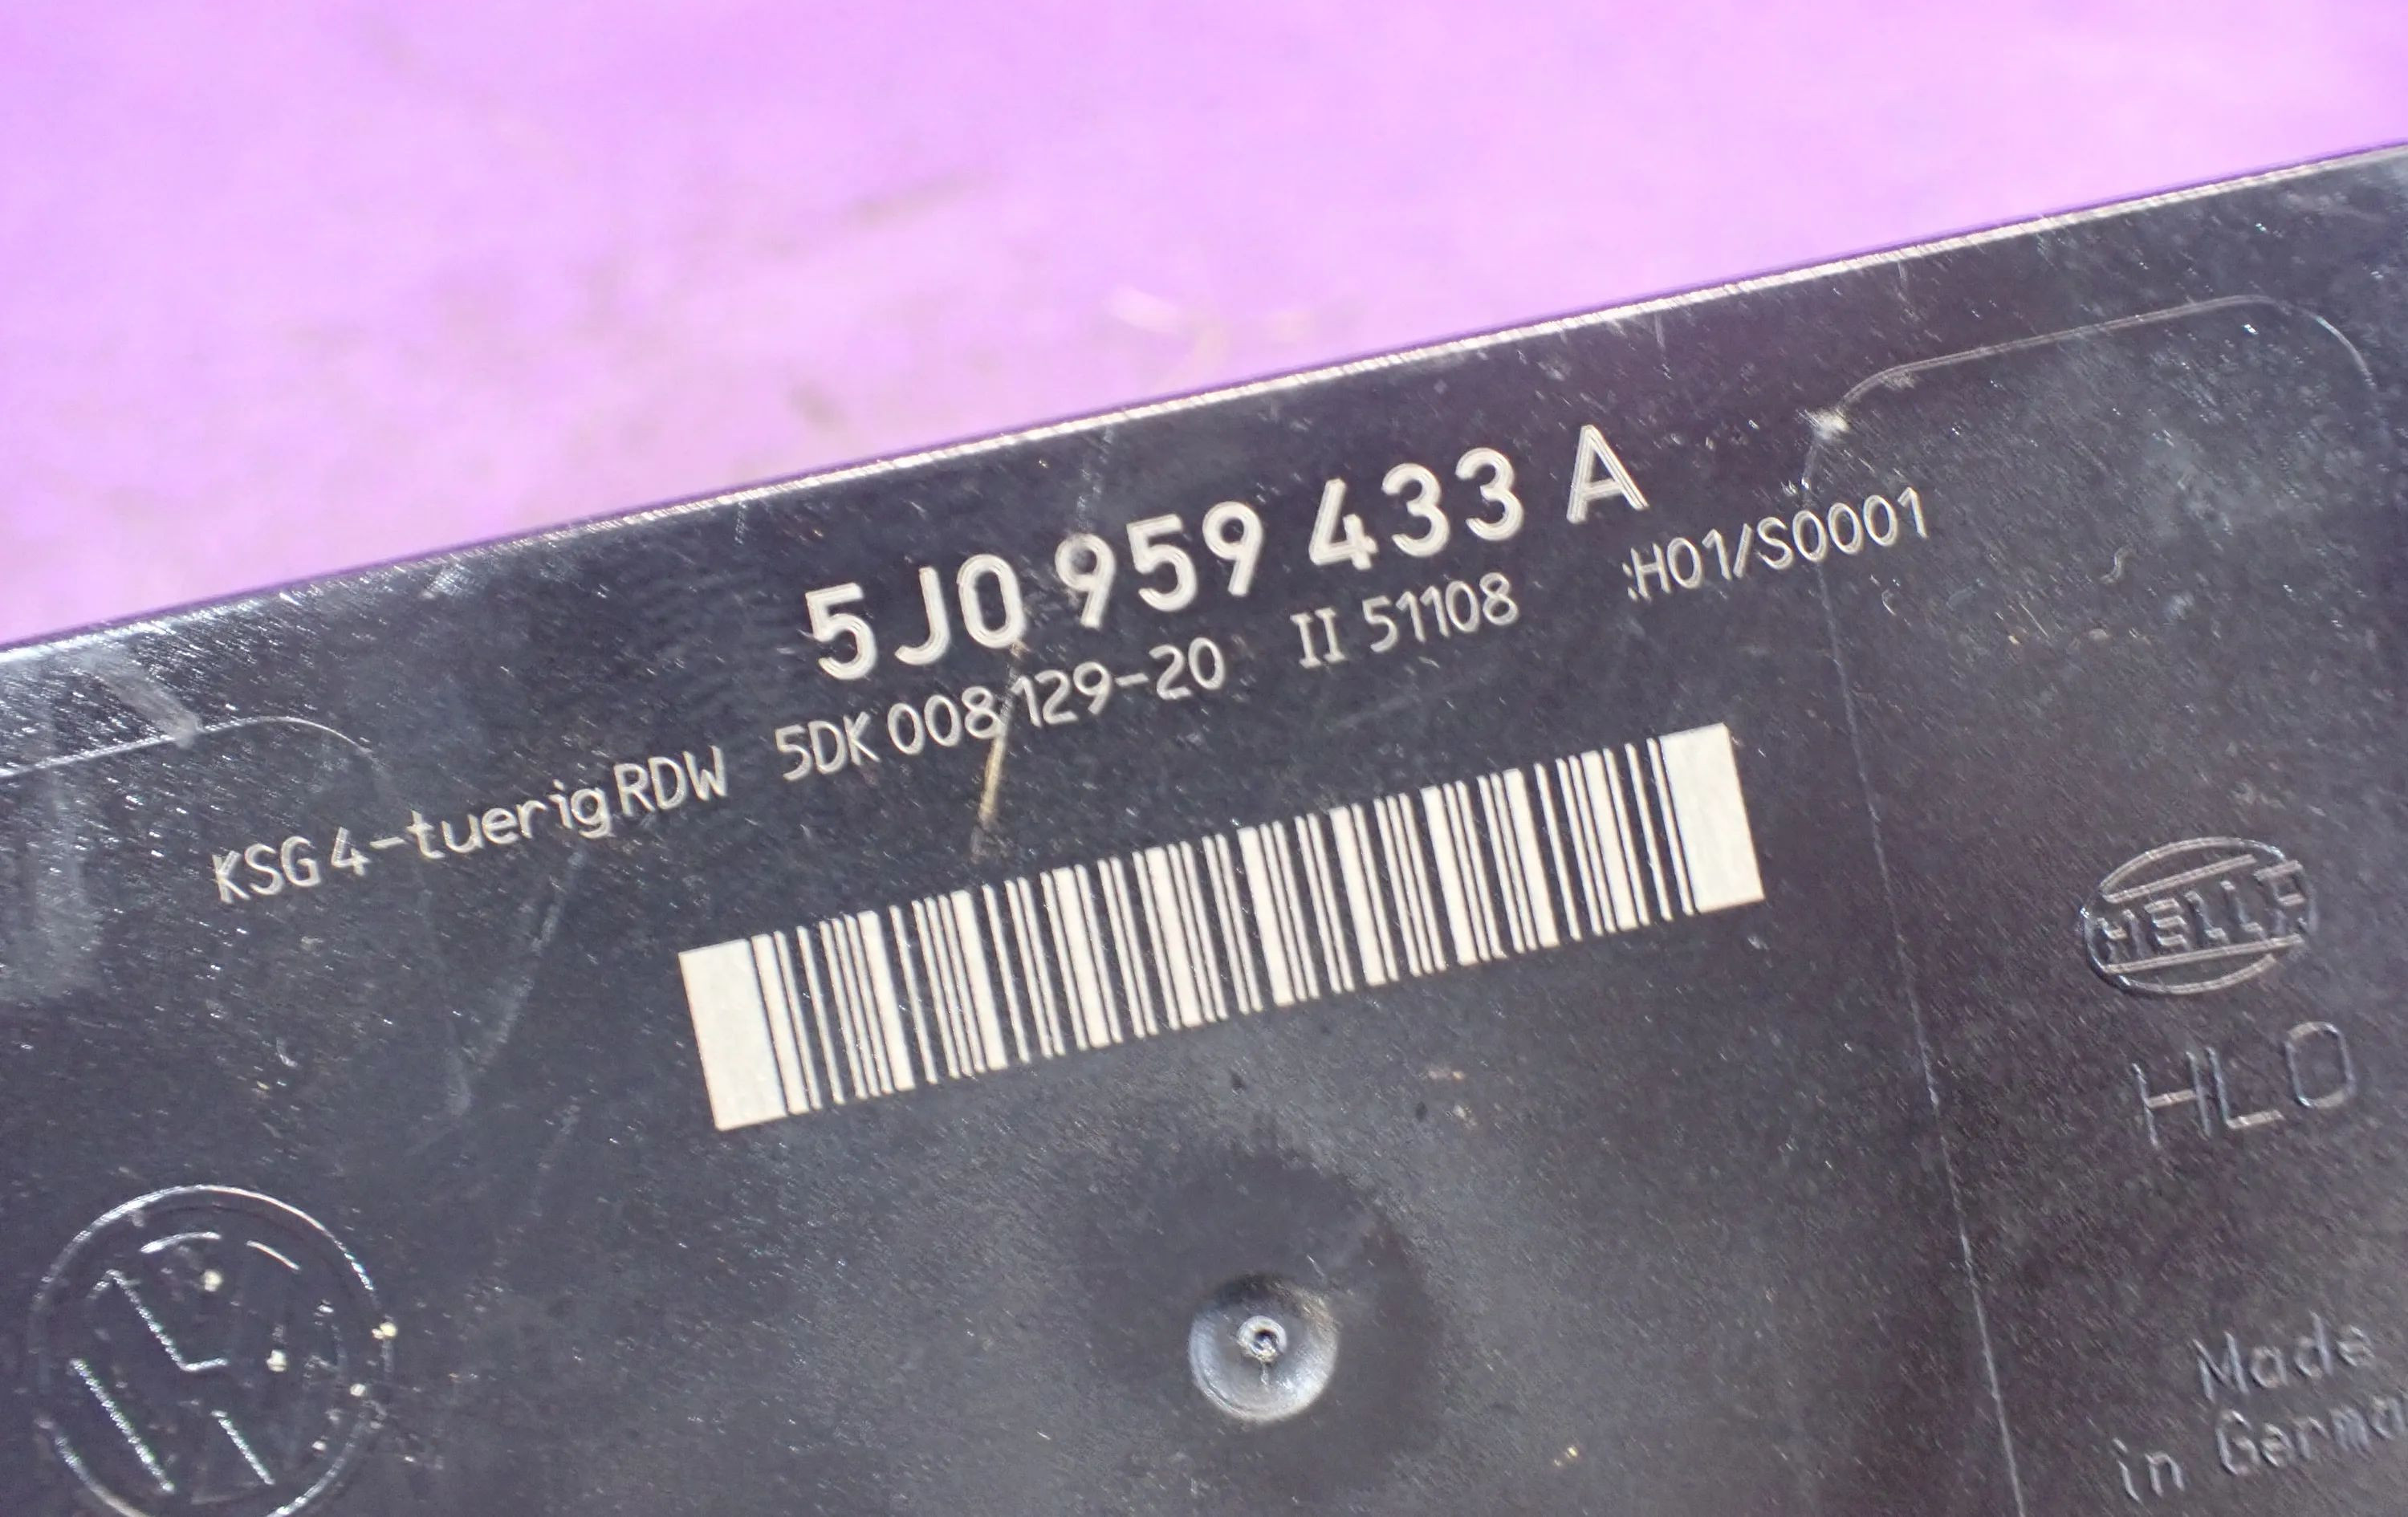 5J0 959 433 A
KSG 4-tuerig RDW 5DK 008 129-20 II 51108 :H01/S0001
HELLA
HLO
Made
in